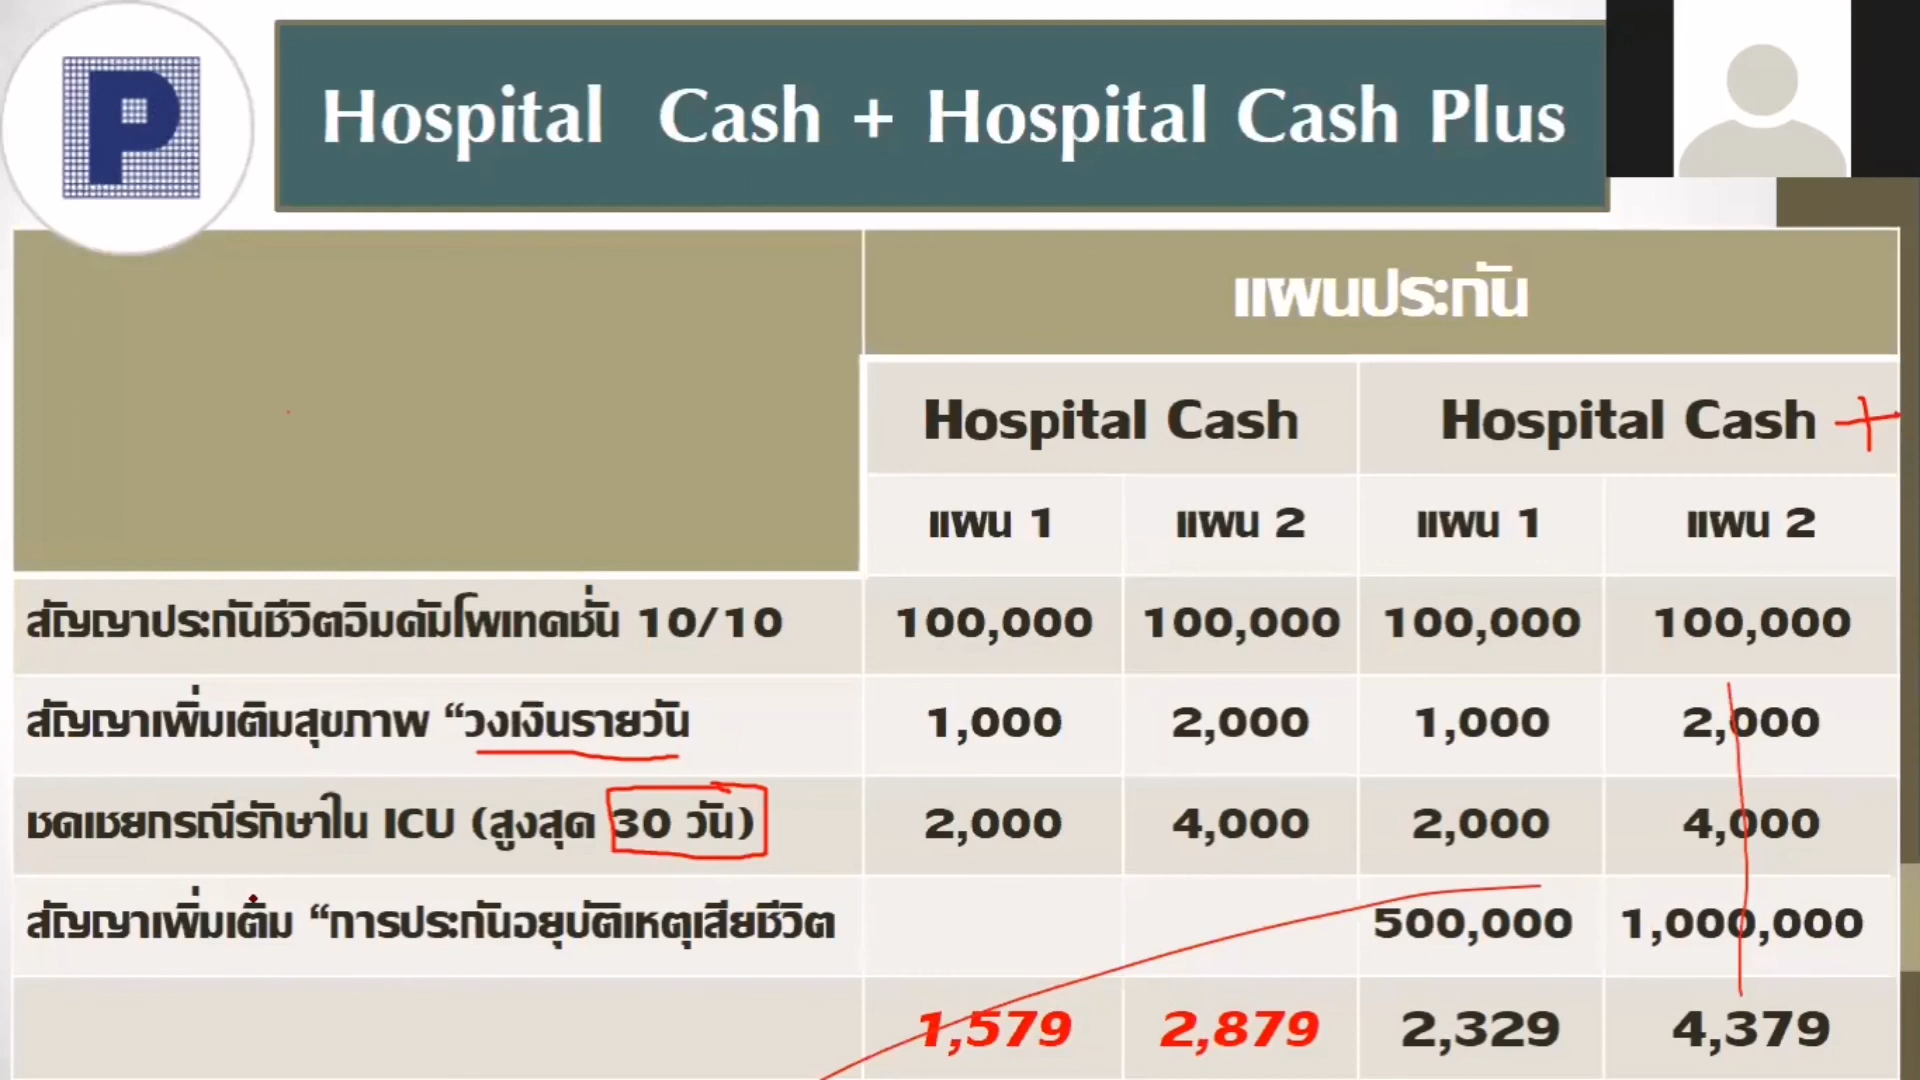 P
Hospital Cash + Hospital Cash Plus
แผนประกัน
Hospital Cash Hospital Cash +
แผน 1 แผน 2 แผน 1 แผน 2
สัญญาประกันชีวิตอิมดัมโพเทคชั่น 10/10 100,000 100,000 100,000 100,000
สัญญาเพิ่มเติมสุขภาพ “วงเงินรายวัน 1,000 2,000 1,000 2,000
ชดเชยกรณีรักษาใน ICU (สูงสุด 30 วัน) 2,000 4,000 2,000 4,000
สัญญาเพิ่มเติม “การประกันอยุบัติเหตุเสียชีวิต 500,000 1,000,000
1,579 2,879 2,329 4,379